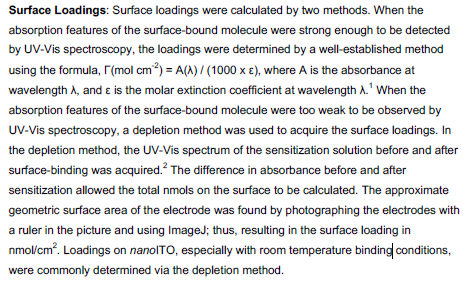 Surface Loadings: Surface loadings were calculated by two methods. When the
absorption features of the surface-bound molecule were strong enough to be detected
by UV-Vis spectroscopy, the loadings were determined by a well-established method
using the formula, Γ(mol cm⁻²) = A(λ) / (1000 x ε), where A is the absorbance at
wavelength λ, and ε is the molar extinction coefficient at wavelength λ.¹ When the
absorption features of the surface-bound molecule were too weak to be observed by
UV-Vis spectroscopy, a depletion method was used to acquire the surface loadings. In
the depletion method, the UV-Vis spectrum of the sensitization solution before and after
surface-binding was acquired.² The difference in absorbance before and after
sensitization allowed the total nmols on the surface to be calculated. The approximate
geometric surface area of the electrode was found by photographing the electrodes with
a ruler in the picture and using ImageJ; thus, resulting in the surface loading in
nmol/cm². Loadings on nanoITO, especially with room temperature binding conditions,
were commonly determined via the depletion method.